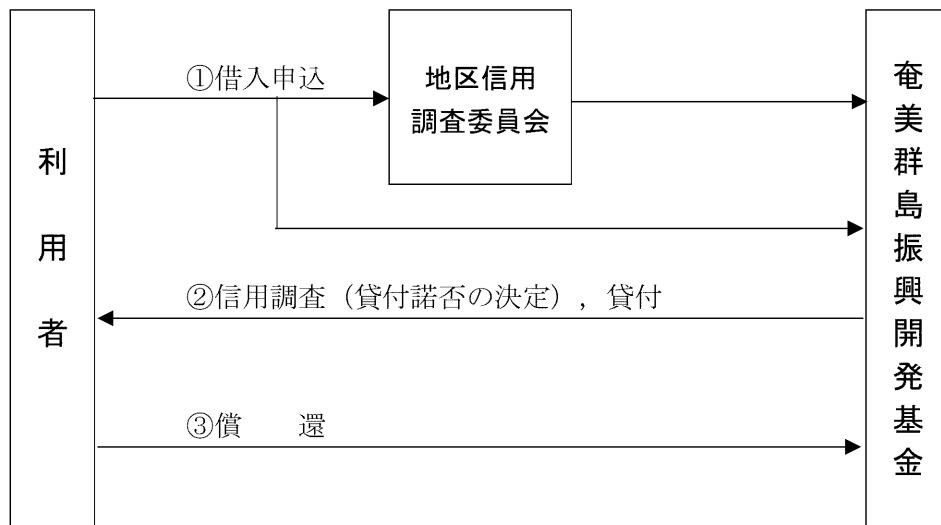 利用者
①借入申込
地区信用
調査委員会
②信用調査（貸付諾否の決定），貸付
③償　　還
奄美群島振興開発基金